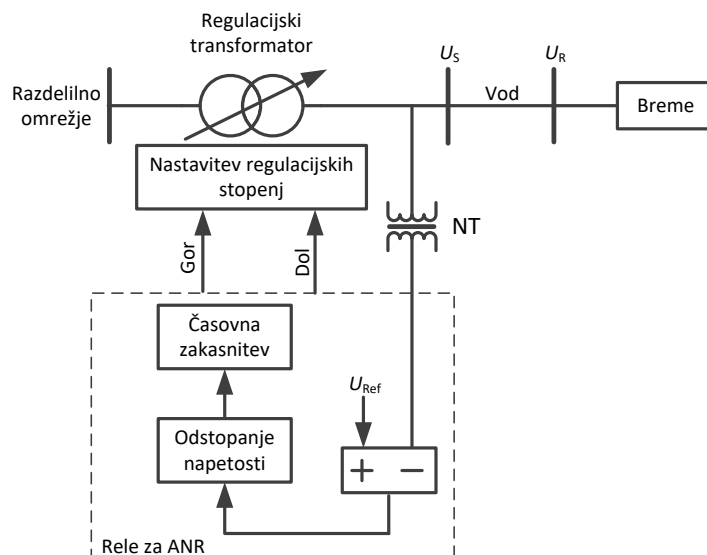 Regulacijski
transformator
U_S
U_R
Razdelilno
omrežje
Vod
Breme
Nastavitev regulacijskih
stopenj
NT
Gor
Dol
Časovna
zakasnitev
U_Ref
Odstopanje
napetosti
+ −
Rele za ANR